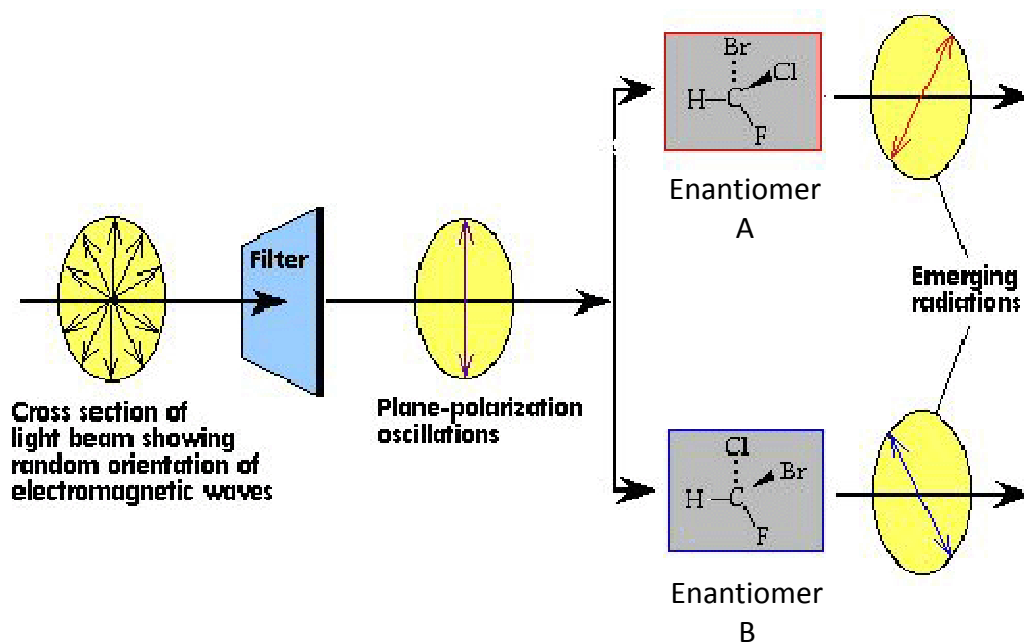 Br
Cl
H C
F
Enantiomer
A
Filter
Emerging
radiations
Cross section of
light beam showing
random orientation of
electromagnetic waves
Plane-polarization
oscillations
Cl
Br
H C
F
Enantiomer
B